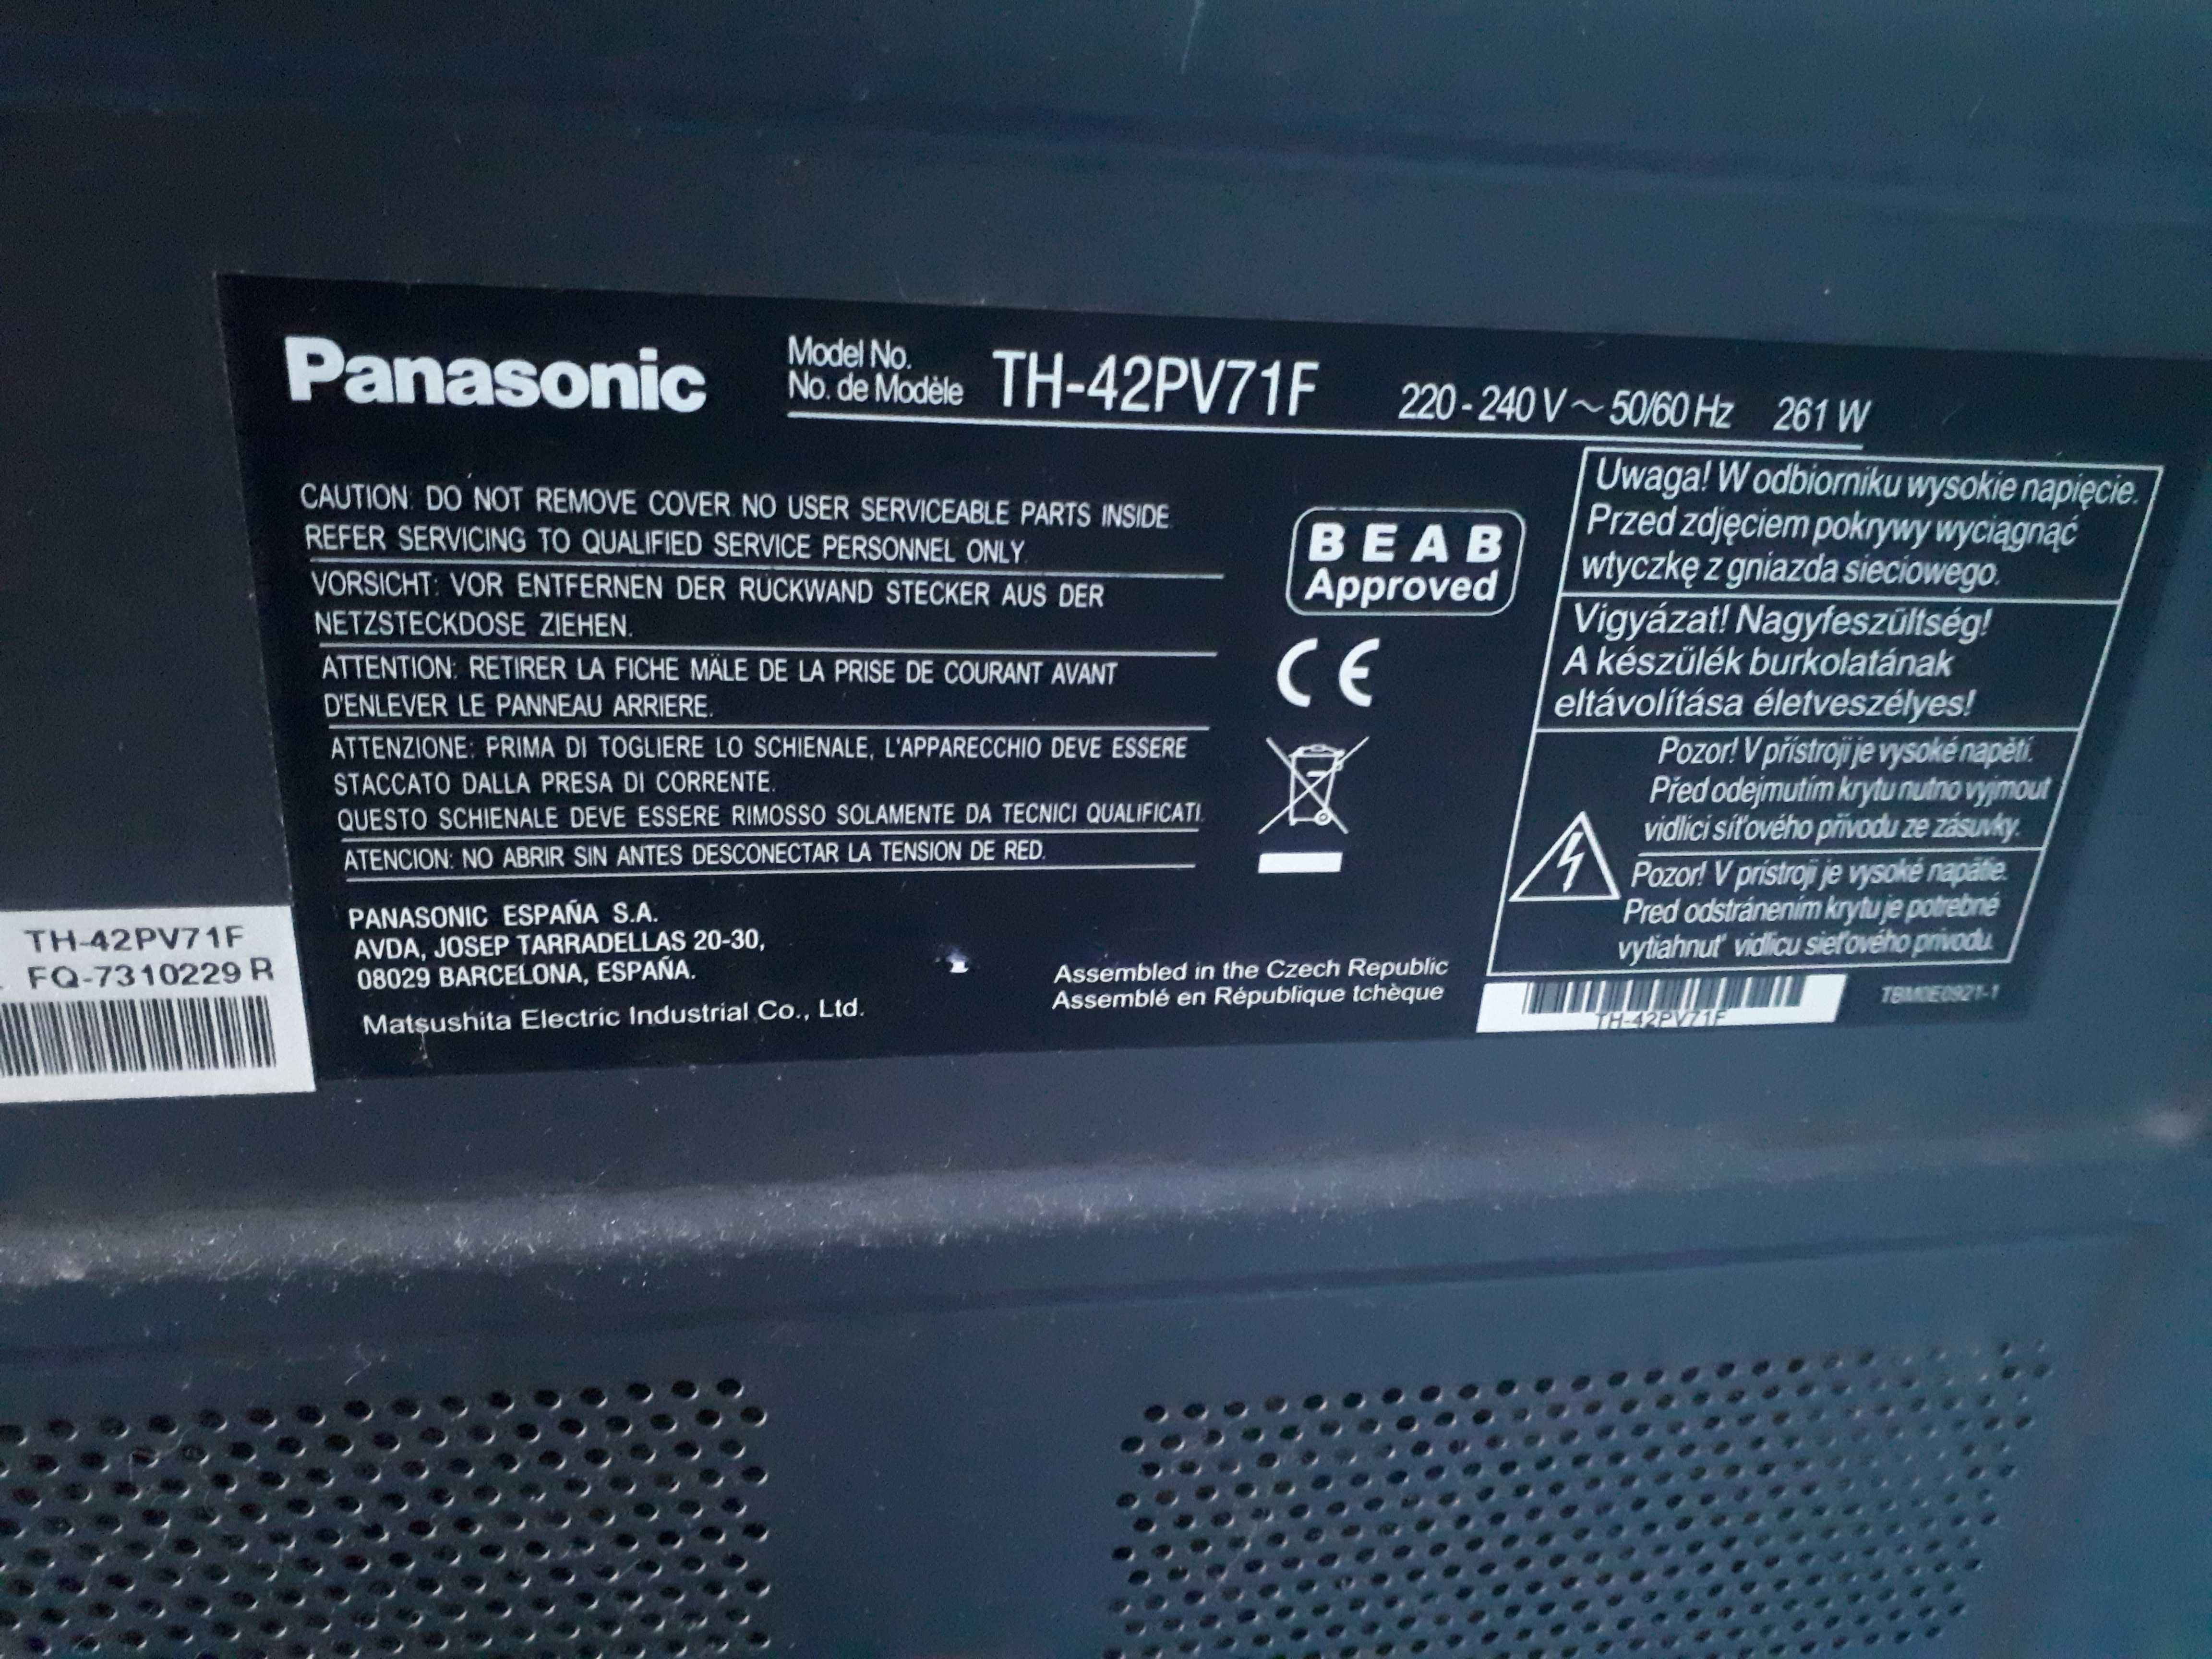 Panasonic
Model No.
No. de Modèle
TH-42PV71F
220 - 240 V ~ 50/60 Hz 261 W
CAUTION: DO NOT REMOVE COVER NO USER SERVICEABLE PARTS INSIDE.
REFER SERVICING TO QUALIFIED SERVICE PERSONNEL ONLY.
VORSICHT: VOR ENTFERNEN DER RÜCKWAND STECKER AUS DER
NETZSTECKDOSE ZIEHEN.
ATTENTION: RETIRER LA FICHE MÄLE DE LA PRISE DE COURANT AVANT
D'ENLEVER LE PANNEAU ARRIERE.
ATTENZIONE: PRIMA DI TOGLIERE LO SCHIENALE, L'APPARECCHIO DEVE ESSERE
STACCATO DALLA PRESA DI CORRENTE.
QUESTO SCHIENALE DEVE ESSERE RIMOSSO SOLAMENTE DA TECNICI QUALIFICATI.
ATENCION: NO ABRIR SIN ANTES DESCONECTAR LA TENSION DE RED.
PANASONIC ESPAÑA S.A.
AVDA, JOSEP TARRADELLAS 20-30,
08029 BARCELONA, ESPAÑA.
Matsushita Electric Industrial Co., Ltd.
BEAB
Approved
CE
Assembled in the Czech Republic
Assemblé en République tchèque
Uwaga! W odbiorniku wysokie napięcie.
Przed zdjęciem pokrywy wyciągnąć
wtyczkę z gniazda sieciowego.
Vigyázat! Nagyfeszültség!
A készülék burkolatának
eltávolítása életveszélyes!
Pozor! V přístroji je vysoké napětí.
Před odejmutím krytu nutno vyjmout
vidlici síťového přívodu ze zásuvky.
Pozor! V prístroji je vysoké napätie.
Pred odstránením krytu je potrebné
vytiahnuť vidlicu sieťového prívodu.
TH-42PV71F
TBM0E0921-1
TH-42PV71F
FQ-7310229 R